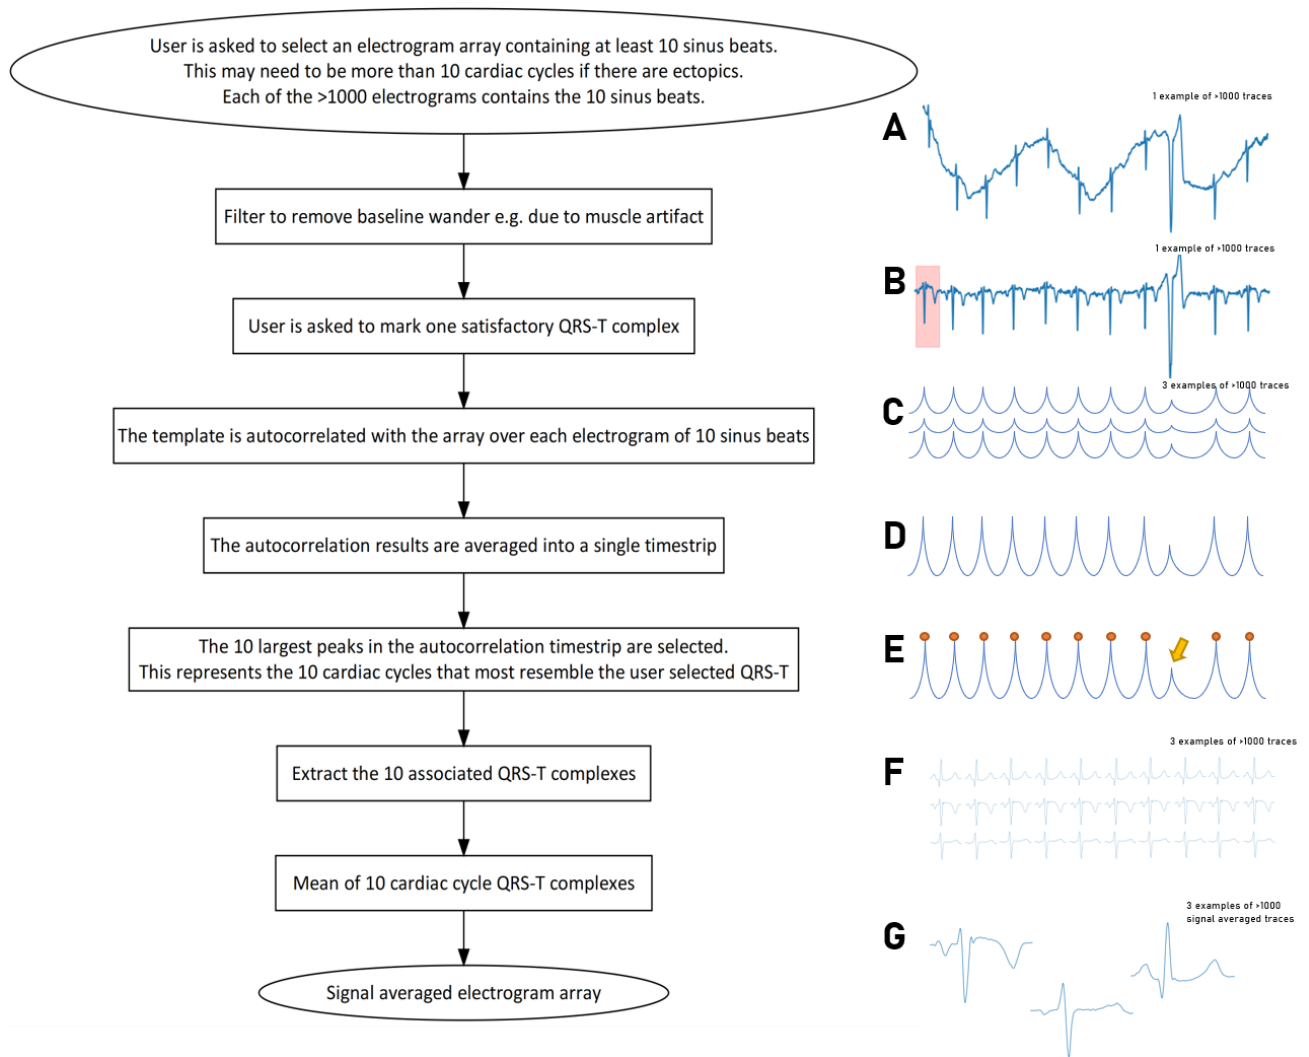 User is asked to select an electrogram array containing at least 10 sinus beats.
This may need to be more than 10 cardiac cycles if there are ectopics.
Each of the >1000 electrograms contains the 10 sinus beats.
Filter to remove baseline wander e.g. due to muscle artifact
User is asked to mark one satisfactory QRS-T complex
The template is autocorrelated with the array over each electrogram of 10 sinus beats
The autocorrelation results are averaged into a single timestrip
The 10 largest peaks in the autocorrelation timestrip are selected.
This represents the 10 cardiac cycles that most resemble the user selected QRS-T
Extract the 10 associated QRS-T complexes
Mean of 10 cardiac cycle QRS-T complexes
Signal averaged electrogram array
1 example of >1000 traces
A
1 example of >1000 traces
B
3 examples of >1000 traces
C
D
E
3 examples of >1000 traces
F
3 examples of >1000
signal averaged traces
G